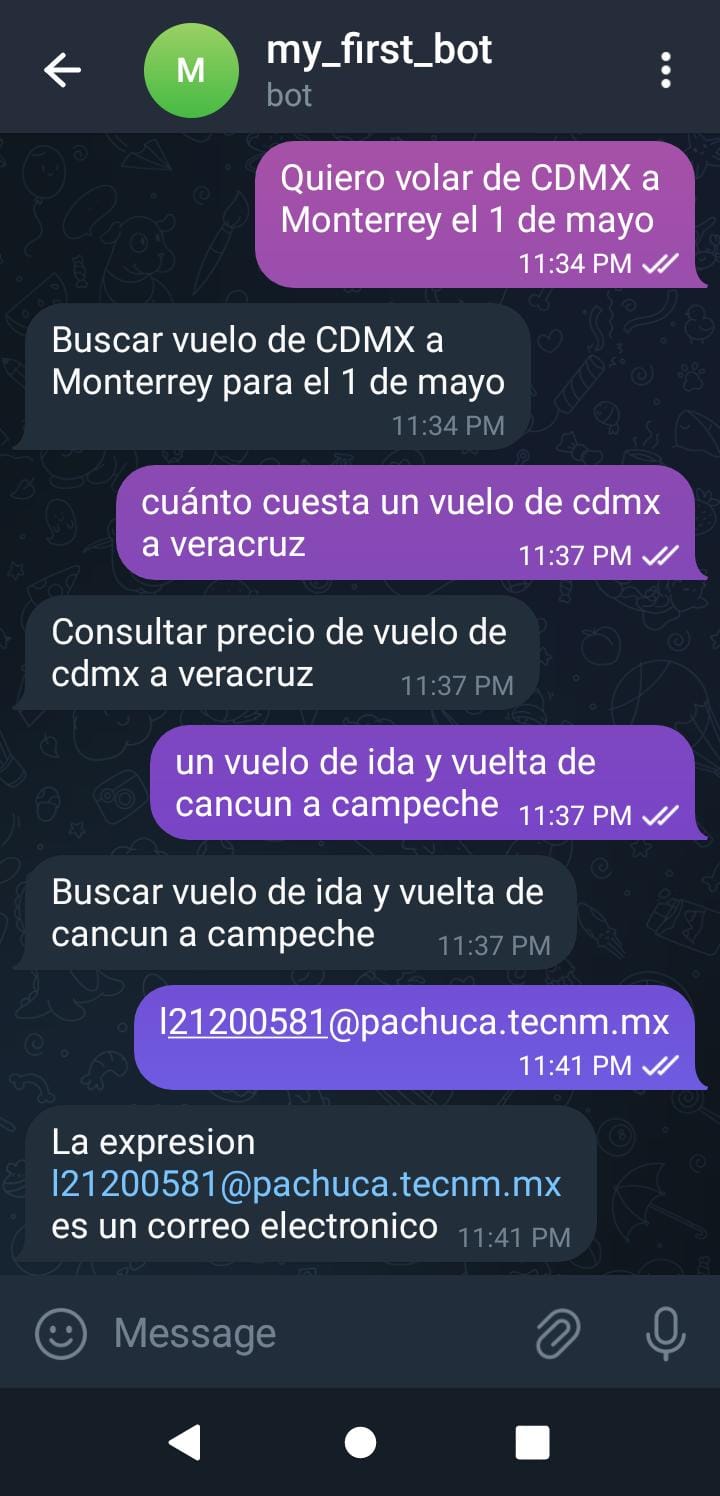 my_first_bot
bot
M
Quiero volar de CDMX a
Monterrey el 1 de mayo
11:34 PM
Buscar vuelo de CDMX a
Monterrey para el 1 de mayo
11:34 PM
cuánto cuesta un vuelo de cdmx
a veracruz
11:37 PM
Consultar precio de vuelo de
cdmx a veracruz
11:37 PM
un vuelo de ida y vuelta de
cancun a campeche
11:37 PM
Buscar vuelo de ida y vuelta de
cancun a campeche
11:37 PM
l21200581@pachuca.tecnm.mx
11:41 PM
La expresion
l21200581@pachuca.tecnm.mx
es un correo electronico
11:41 PM
Message